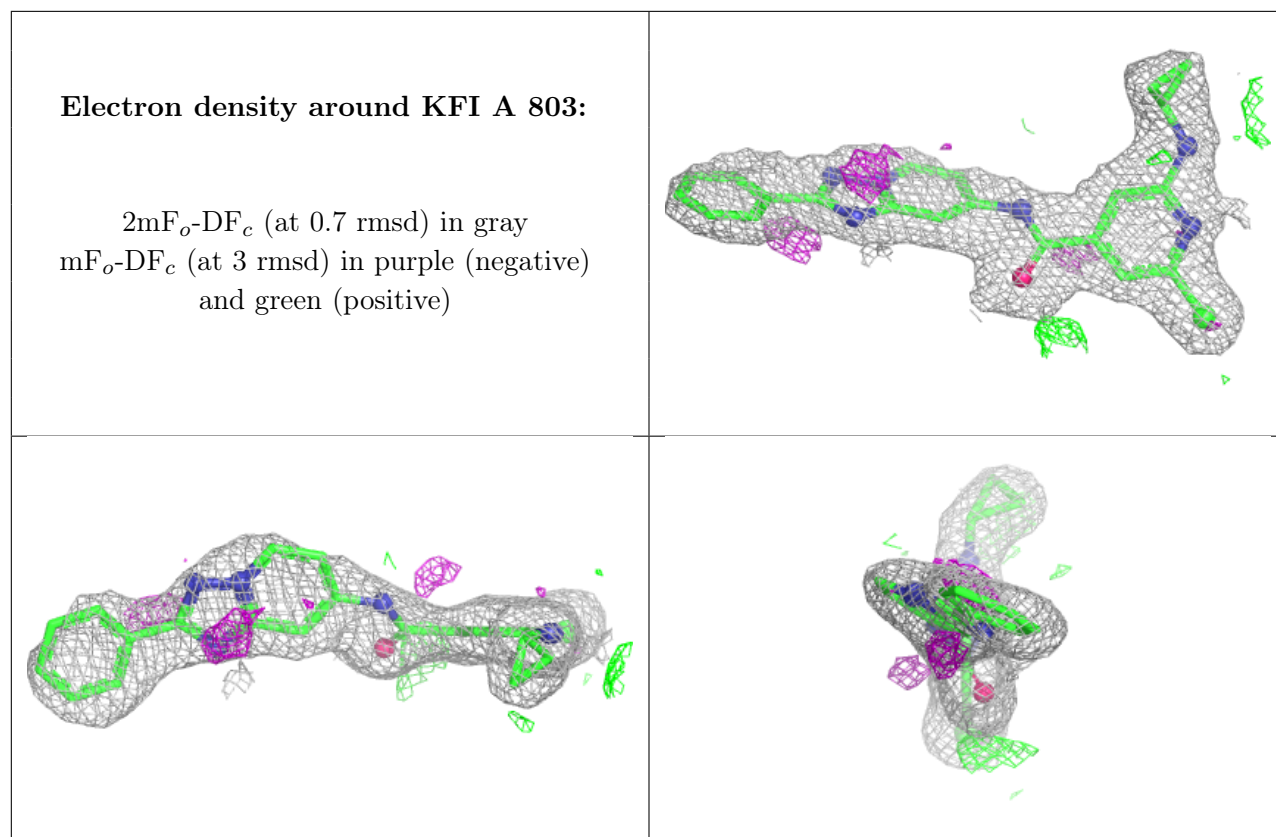 Electron density around KFI A 803:
2mFₒ-DF𝒸 (at 0.7 rmsd) in gray
mFₒ-DF𝒸 (at 3 rmsd) in purple (negative)
and green (positive)